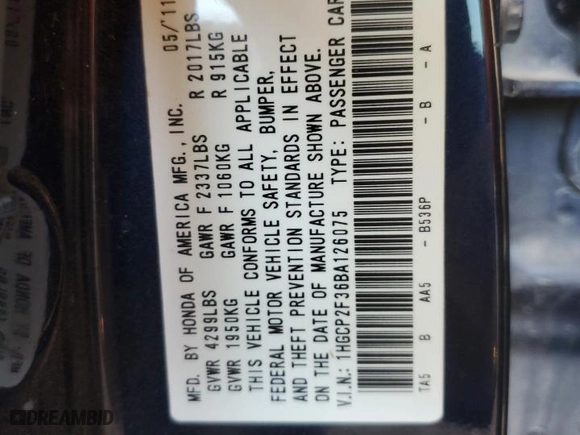 MFD. BY HONDA OF AMERICA MFG., INC. 05/'11
GVWR 4299LBS GAWR F 2337LBS R 2017LBS
GVWR 1950KG GAWR F 1060KG R 915KG
THIS VEHICLE CONFORMS TO ALL APPLICABLE
FEDERAL MOTOR VEHICLE SAFETY, BUMPER,
AND THEFT PREVENTION STANDARDS IN EFFECT
ON THE DATE OF MANUFACTURE SHOWN ABOVE.
V.I.N.: 1HGCP2F36BA126075 TYPE: PASSENGER CAR
TA5 B AA5 - B536P - B - A
DREAMBID